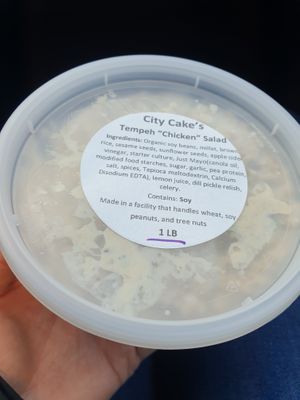 City Cake's
Tempeh "Chicken" Salad
Ingredients: Organic soy beans, millet, brown
rice, sesame seeds, sunflower seeds, apple cider
vinegar, starter culture, Just Mayo(canola oil,
modified food starches, sugar, garlic, pea protein,
salt, spices, Tapioca maltodextrin, Calcium
Disodium EDTA), lemon juice, dill pickle relish,
celery.
Contains: Soy
Made in a facility that handles wheat, soy
peanuts, and tree nuts
1 LB